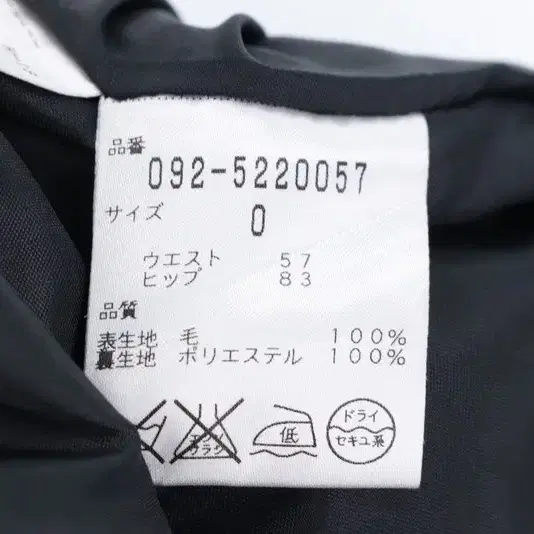 品番
092-5220057
サイズ
0
ウエスト 57
ヒップ 83
品質
表生地 毛 100%
裏生地 ポリエステル 100%
低
ドライ
セキユ系